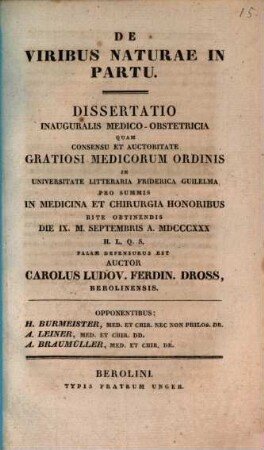 15.
DE
VIRIBUS NATURAE IN
PARTU.
DISSERTATIO
INAUGURALIS MEDICO-OBSTETRICIA
QUAM
CONSENSU ET AUCTORITATE
GRATIOSI MEDICORUM ORDINIS
IN
UNIVERSITATE LITTERARIA FRIDERICA GUILELMA
PRO SUMMIS
IN MEDICINA ET CHIRURGIA HONORIBUS
RITE OBTINENDIS
DIE IX. M. SEPTEMBRIS A. MDCCCXXX
H. L. Q. S.
PALAM DEFENSURUS EST
AUCTOR
CAROLUS LUDOV. FERDIN. DROSS,
BEROLINENSIS.
OPPONENTIBUS:
H. BURMEISTER, MED. ET CHIR. NEC NON PHILOS. DR.
A. LEINER, MED. ET CHIR. DD.
A. BRAUMÜLLER, MED. ET CHIR. DR.
BEROLINI.
TYPIS FRATRUM UNGER.